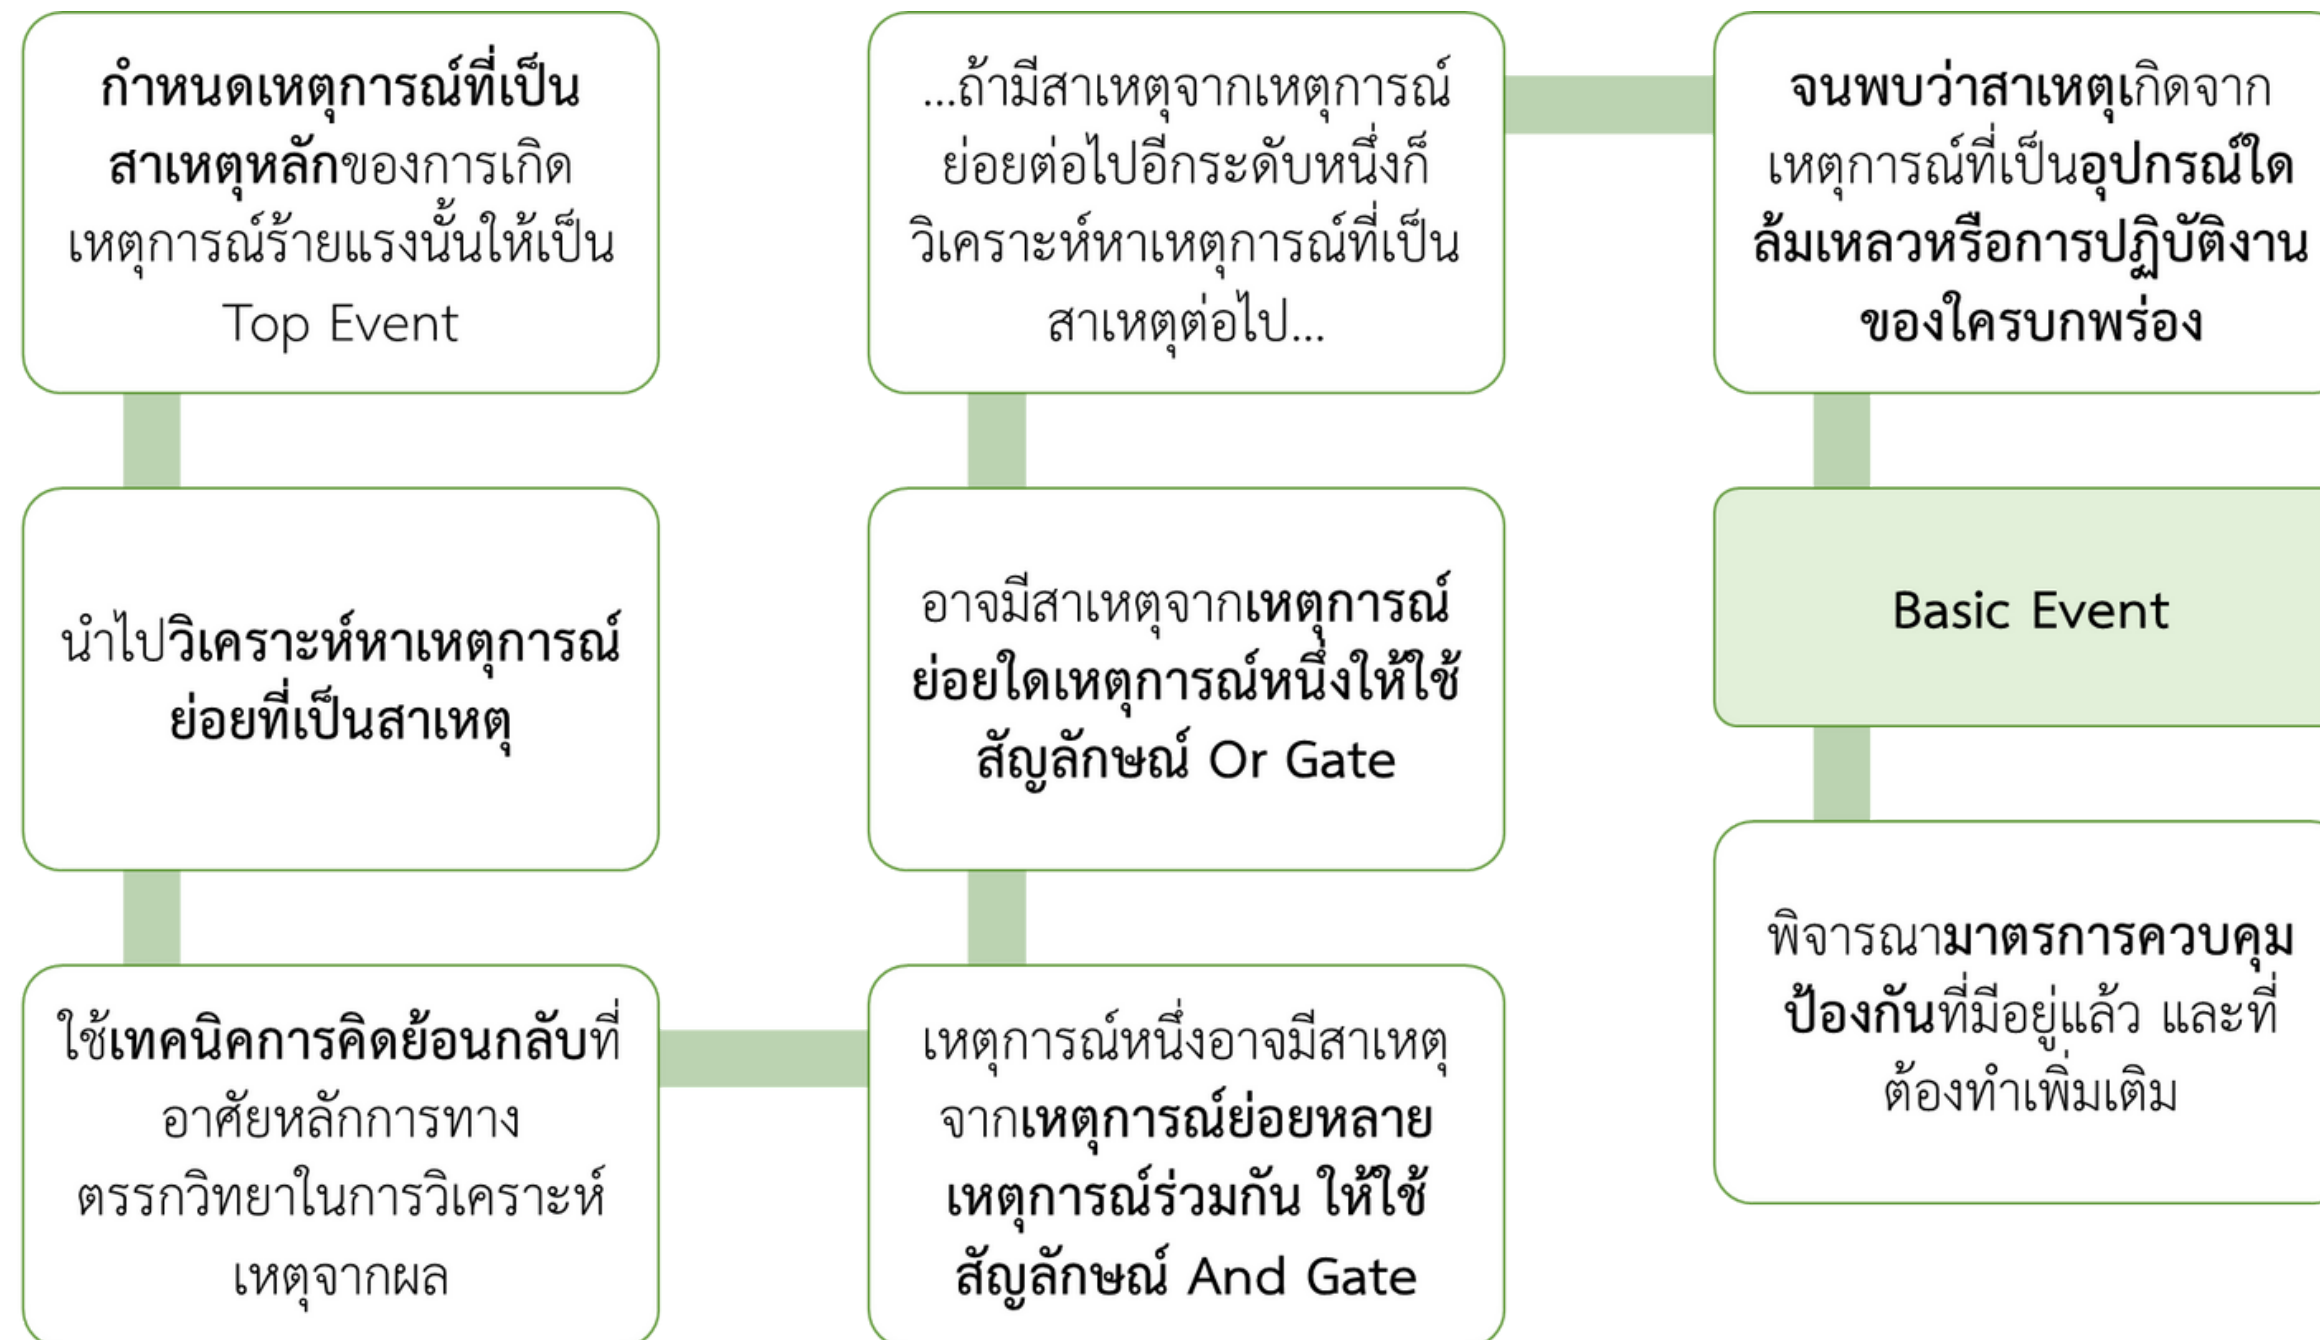 กำหนดเหตุการณ์ที่เป็น
สาเหตุหลักของการเกิด
เหตุการณ์ร้ายแรงนั้นให้เป็น
Top Event
นำไปวิเคราะห์หาเหตุการณ์
ย่อยที่เป็นสาเหตุ
ใช้เทคนิคการคิดย้อนกลับที่
อาศัยหลักการทาง
ตรรกวิทยาในการวิเคราะห์
เหตุจากผล
เหตุการณ์หนึ่งอาจมีสาเหตุ
จากเหตุการณ์ย่อยหลาย
เหตุการณ์ร่วมกัน ให้ใช้
สัญลักษณ์ And Gate
อาจมีสาเหตุจากเหตุการณ์
ย่อยใดเหตุการณ์หนึ่งให้ใช้
สัญลักษณ์ Or Gate
...ถ้ามีสาเหตุจากเหตุการณ์
ย่อยต่อไปอีกระดับหนึ่งก็
วิเคราะห์หาเหตุการณ์ที่เป็น
สาเหตุต่อไป...
จนพบว่าสาเหตุเกิดจาก
เหตุการณ์ที่เป็นอุปกรณ์ใด
ล้มเหลวหรือการปฏิบัติงาน
ของใครบกพร่อง
Basic Event
พิจารณามาตรการควบคุม
ป้องกันที่มีอยู่แล้ว และที่
ต้องทำเพิ่มเติม